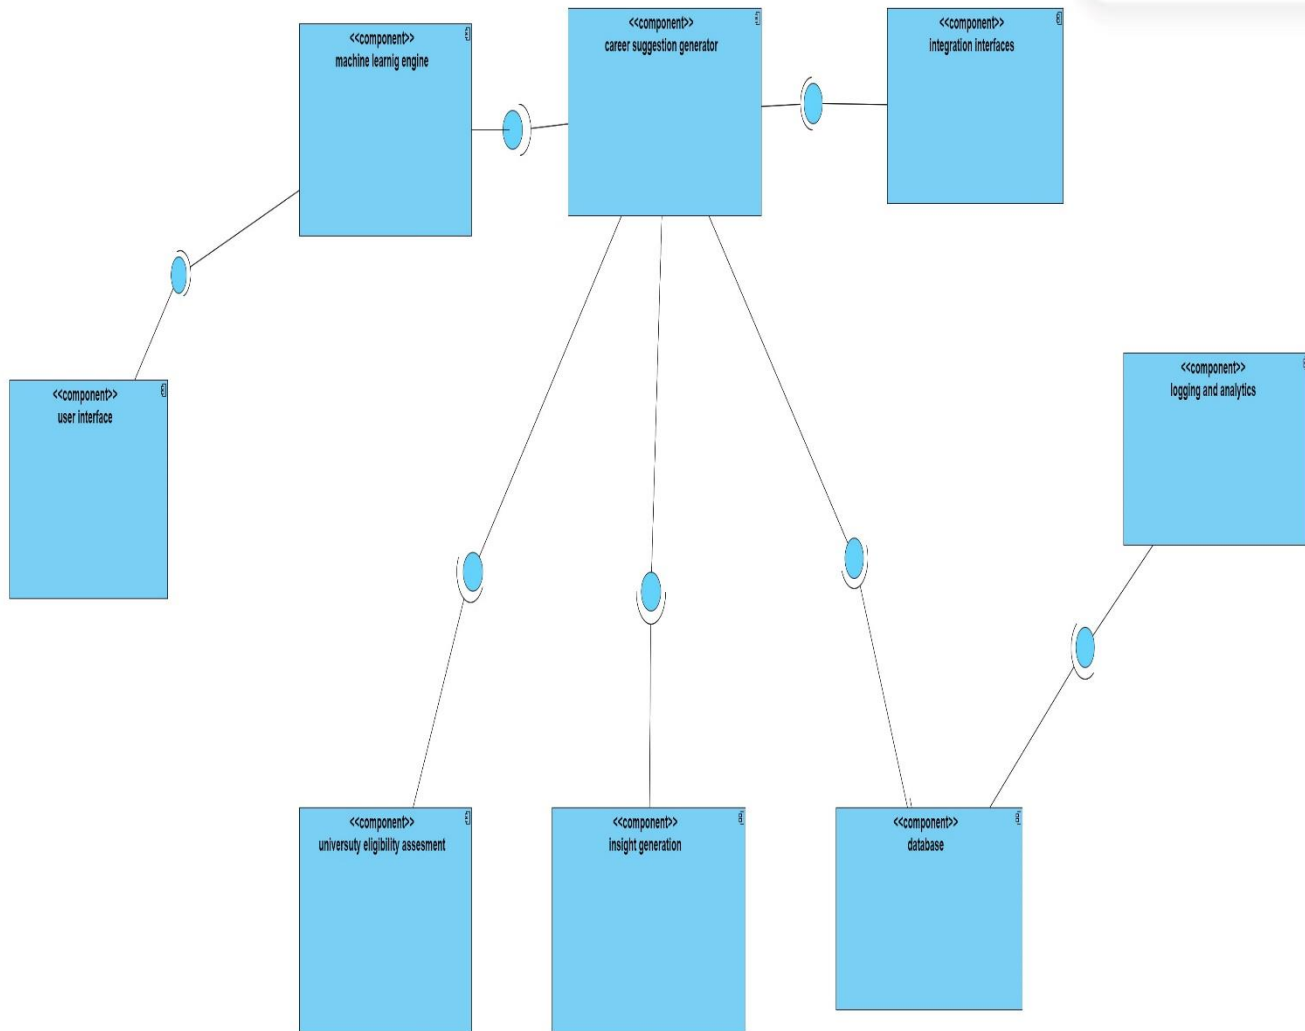 <<component>>
machine learnig engine
<<component>>
career suggestion generator
<<component>>
integration interfaces
<<component>>
user interface
<<component>>
logging and analytics
<<component>>
universuty eligibility assesment
<<component>>
insight generation
<<component>>
database